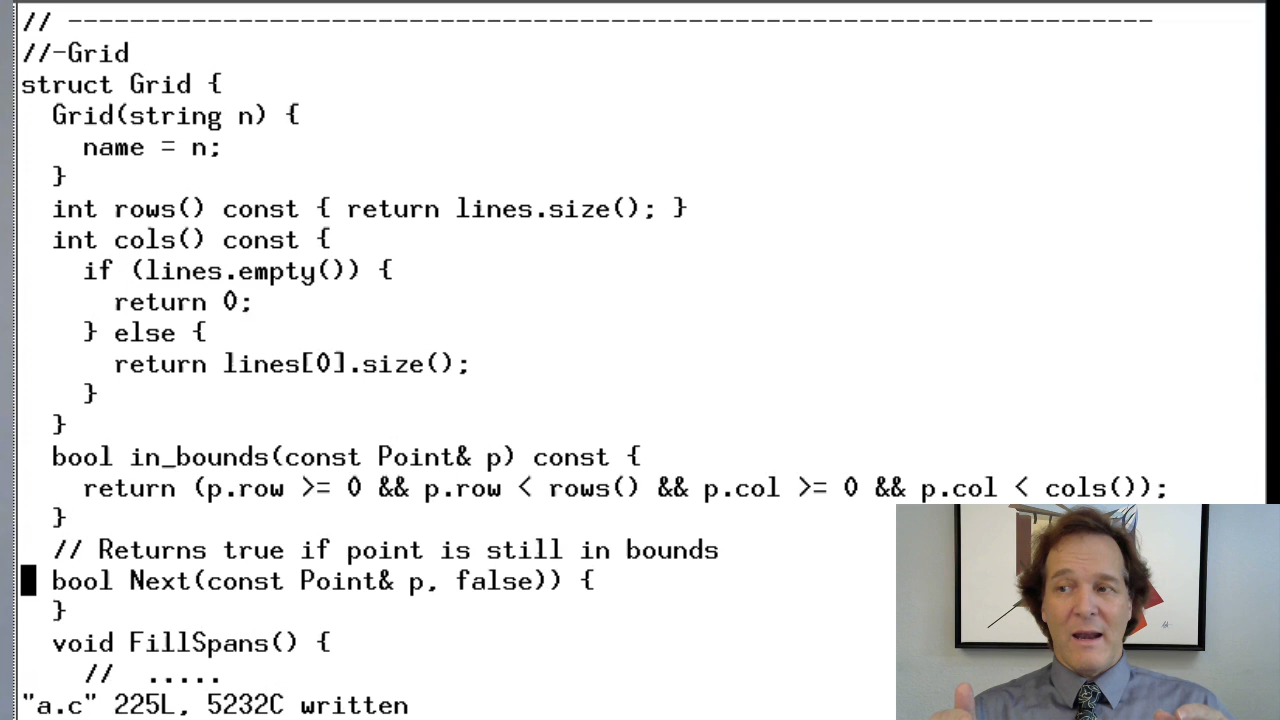 // ----------------------------------------------------------------------
//-Grid
struct Grid {
  Grid(string n) {
    name = n;
  }
  int rows() const { return lines.size(); }
  int cols() const {
    if (lines.empty()) {
      return 0;
    } else {
      return lines[0].size();
    }
  }
  bool in_bounds(const Point& p) const {
    return (p.row >= 0 && p.row < rows() && p.col >= 0 && p.col < cols());
  }
  // Returns true if point is still in bounds
  bool Next(const Point& p, false)) {
  }
  void FillSpans() {
    //  .....
"a.c" 225L, 5232C written